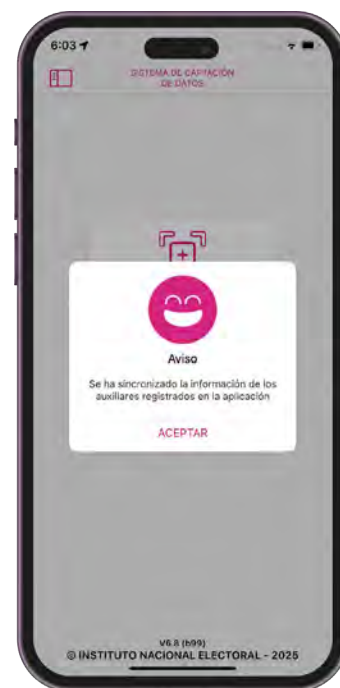 6:03
SISTEMA DE CAPTACIÓN
DE DATOS
Aviso
Se ha sincronizado la información de los
auxiliares registrados en la aplicación
ACEPTAR
V6.8 (b99)
© INSTITUTO NACIONAL ELECTORAL - 2025